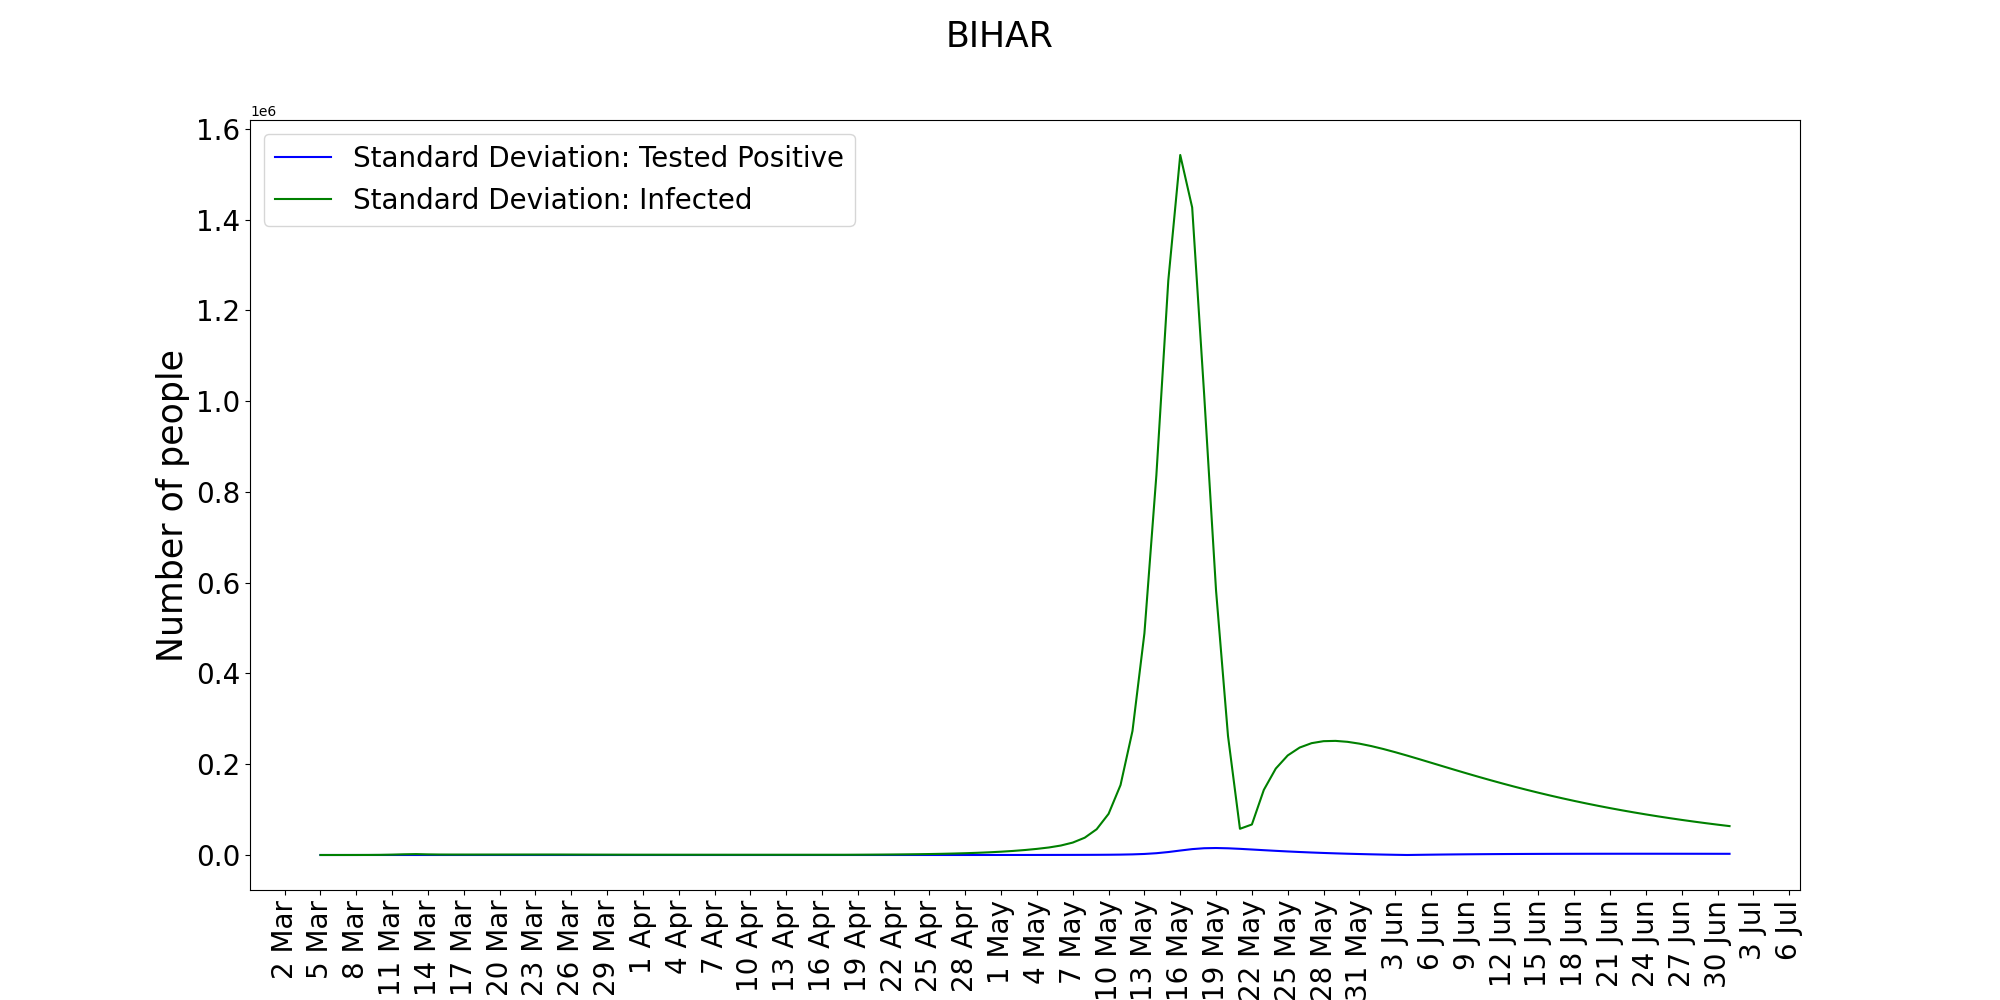 BIHAR
1e6
1.6
1.4
1.2
1.0
0.8
0.6
0.4
0.2
0.0
Number of people
Standard Deviation: Tested Positive
Standard Deviation: Infected
2 Mar
5 Mar
8 Mar
11 Mar
14 Mar
17 Mar
20 Mar
23 Mar
26 Mar
29 Mar
1 Apr
4 Apr
7 Apr
10 Apr
13 Apr
16 Apr
19 Apr
22 Apr
25 Apr
28 Apr
1 May
4 May
7 May
10 May
13 May
16 May
19 May
22 May
25 May
28 May
31 May
3 Jun
6 Jun
9 Jun
12 Jun
15 Jun
18 Jun
21 Jun
24 Jun
27 Jun
30 Jun
3 Jul
6 Jul